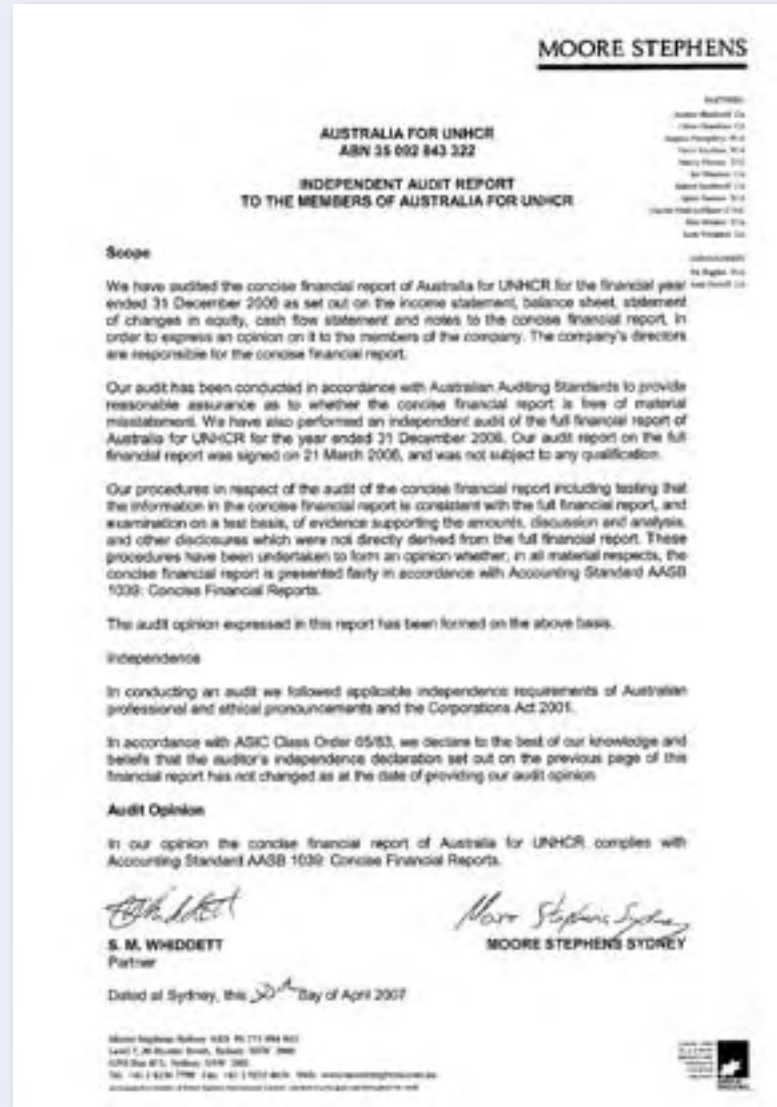 MOORE STEPHENS
AUSTRALIA FOR UNHCR
ABN 35 092 843 322
INDEPENDENT AUDIT REPORT
TO THE MEMBERS OF AUSTRALIA FOR UNHCR
Scope
We have audited the concise financial report of Australia for UNHCR for the financial year
ended 31 December 2006 as set out on the income statement, balance sheet, statement
of changes in equity, cash flow statement and notes to the concise financial report, in
order to express an opinion on it to the members of the company. The company's directors
are responsible for the concise financial report.
Our audit has been conducted in accordance with Australian Auditing Standards to provide
reasonable assurance as to whether the concise financial report is free of material
misstatement. We have also performed an independent audit of the full financial report of
Australia for UNHCR for the year ended 31 December 2006. Our audit report on the full
financial report was signed on 21 March 2006, and was not subject to any qualification.
Our procedures in respect of the audit of the concise financial report including testing that
the information in the concise financial report is consistent with the full financial report, and
examination on a test basis, of evidence supporting the amounts, discussion and analysis,
and other disclosures which were not directly derived from the full financial report. These
procedures have been undertaken to form an opinion whether, in all material respects, the
concise financial report is presented fairly in accordance with Accounting Standard AASB
1039: Concise Financial Reports.
The audit opinion expressed in this report has been formed on the above basis.
Independence
In conducting an audit we followed applicable independence requirements of Australian
professional and ethical pronouncements and the Corporations Act 2001.
In accordance with ASIC Class Order 05/83, we declare to the best of our knowledge and
beliefs that the auditor's independence declaration set out on the previous page of this
financial report has not changed as at the date of providing our audit opinion.
Audit Opinion
In our opinion the concise financial report of Australia for UNHCR complies with
Accounting Standard AASB 1039: Concise Financial Reports.
Moore Stephens Sydney
S. M. WHIDDETT
MOORE STEPHENS SYDNEY
Partner
Dated at Sydney, this Day of April 2007